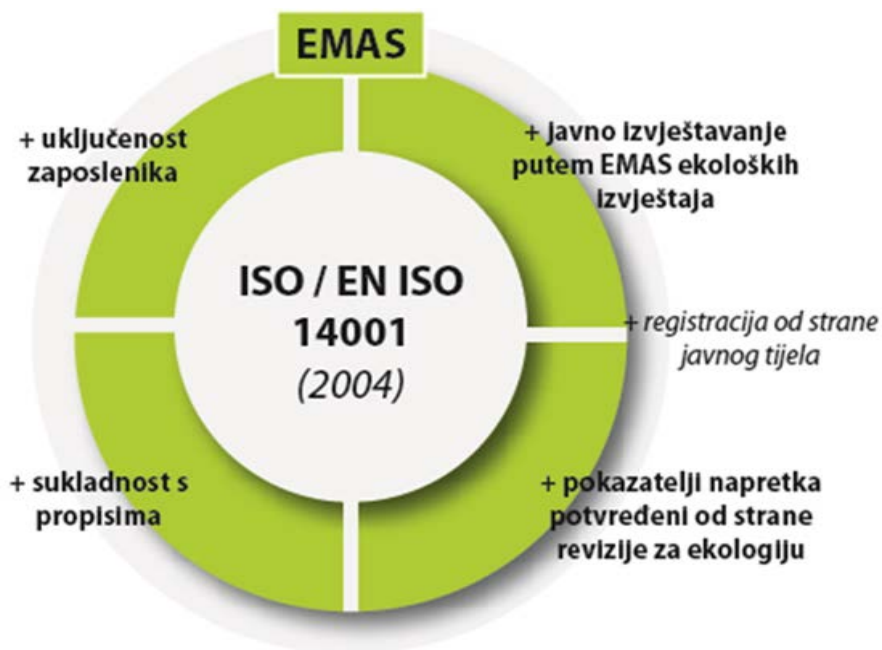 EMAS
+ uključenost
zaposlenika
+ javno izvještavanje
putem EMAS ekoloških
izvještaja
ISO / EN ISO
14001
(2004)
+ registracija od strane
javnog tijela
+ sukladnost s
propisima
+ pokazatelji napretka
potvređeni od strane
revizije za ekologiju